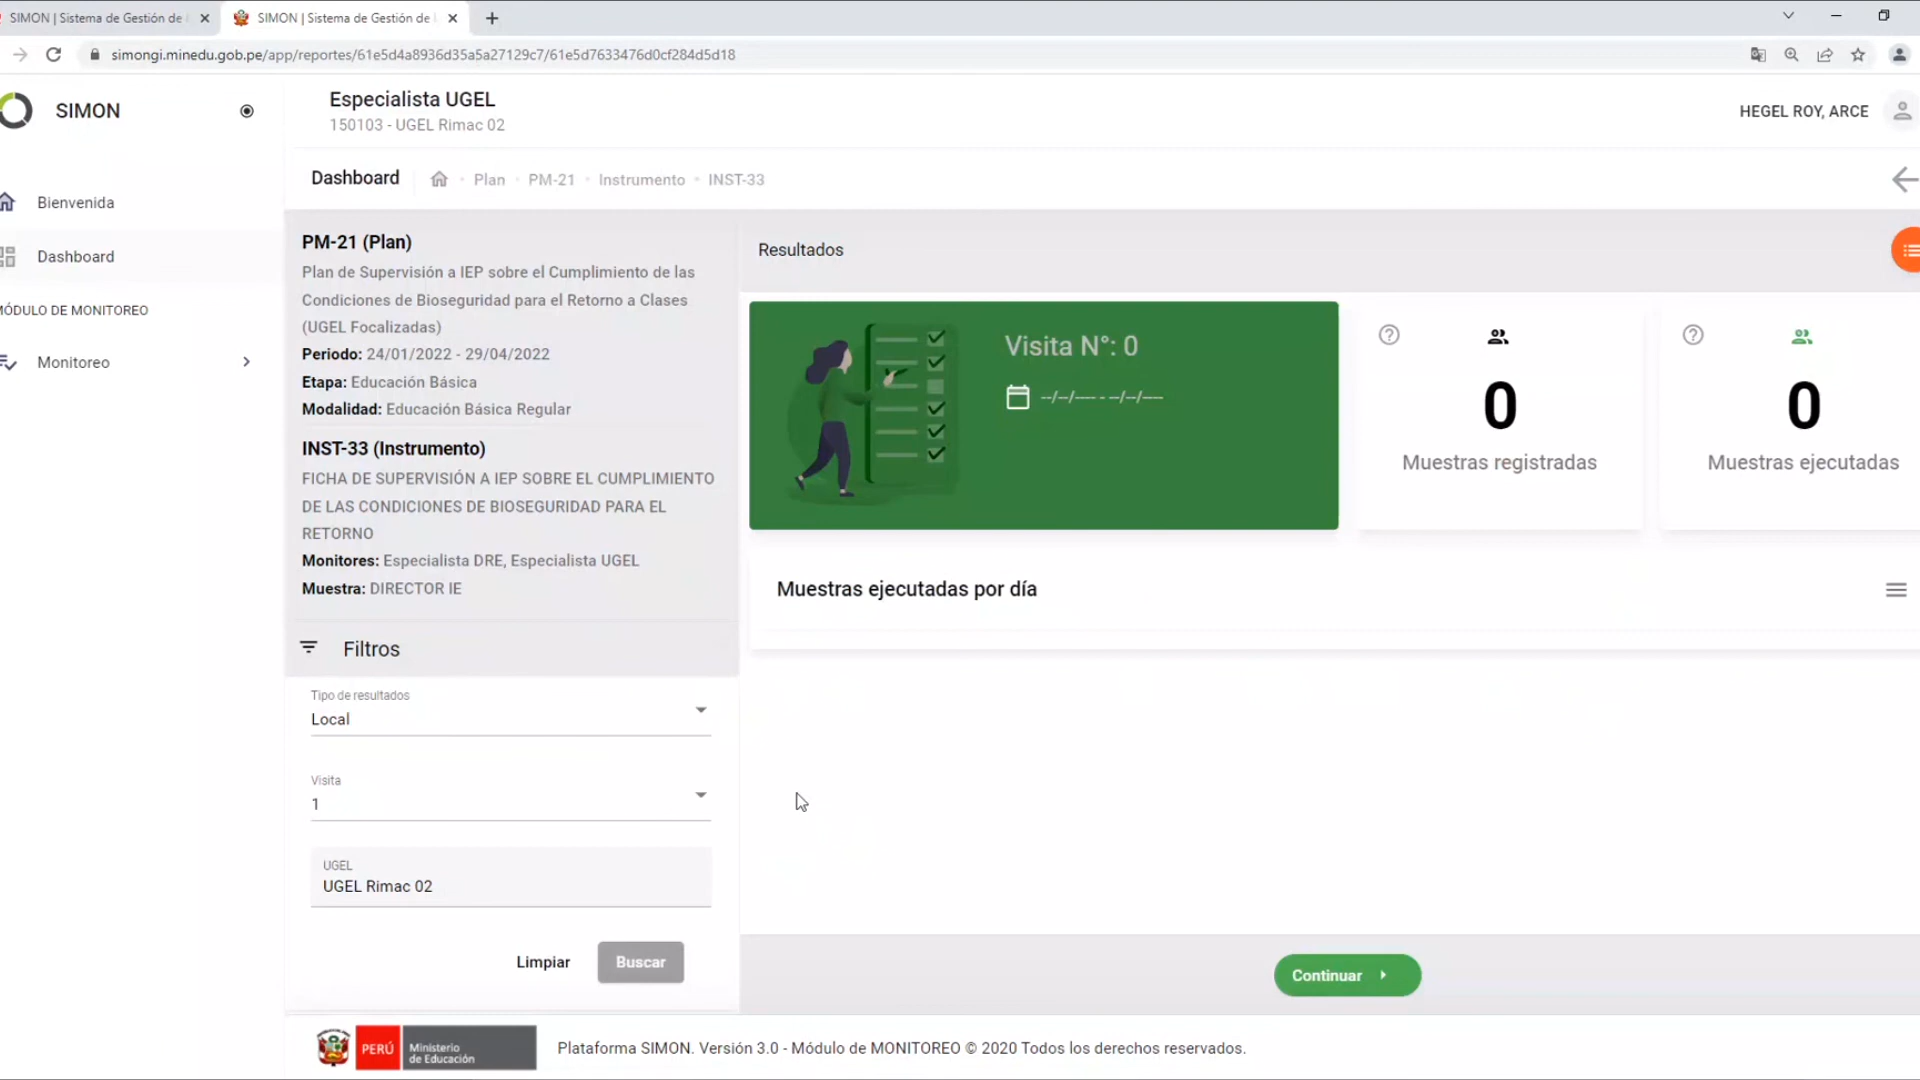 SIMON | Sistema de Gestión de
SIMON | Sistema de Gestión de
simongi.minedu.gob.pe/app/reportes/61e5d4a8936d35a5a27129c7/61e5d7633476d0cf284d5d18
SIMON
Especialista UGEL
150103 - UGEL Rimac 02
HEGEL ROY, ARCE
Bienvenida
Dashboard
MÓDULO DE MONITOREO
Monitoreo
Dashboard
Plan • PM-21 • Instrumento • INST-33
PM-21 (Plan)
Plan de Supervisión a IEP sobre el Cumplimiento de las
Condiciones de Bioseguridad para el Retorno a Clases
(UGEL Focalizadas)
Periodo: 24/01/2022 - 29/04/2022
Etapa: Educación Básica
Modalidad: Educación Básica Regular
INST-33 (Instrumento)
FICHA DE SUPERVISIÓN A IEP SOBRE EL CUMPLIMIENTO
DE LAS CONDICIONES DE BIOSEGURIDAD PARA EL
RETORNO
Monitores: Especialista DRE, Especialista UGEL
Muestra: DIRECTOR IE
Filtros
Tipo de resultados
Local
Visita
1
UGEL
UGEL Rimac 02
Limpiar
Buscar
Resultados
Visita N°: 0
--/--/---- - --/--/----
0
Muestras registradas
0
Muestras ejecutadas
Muestras ejecutadas por día
Continuar
PERÚ
Ministerio
de Educación
Plataforma SIMON. Versión 3.0 - Módulo de MONITOREO © 2020 Todos los derechos reservados.